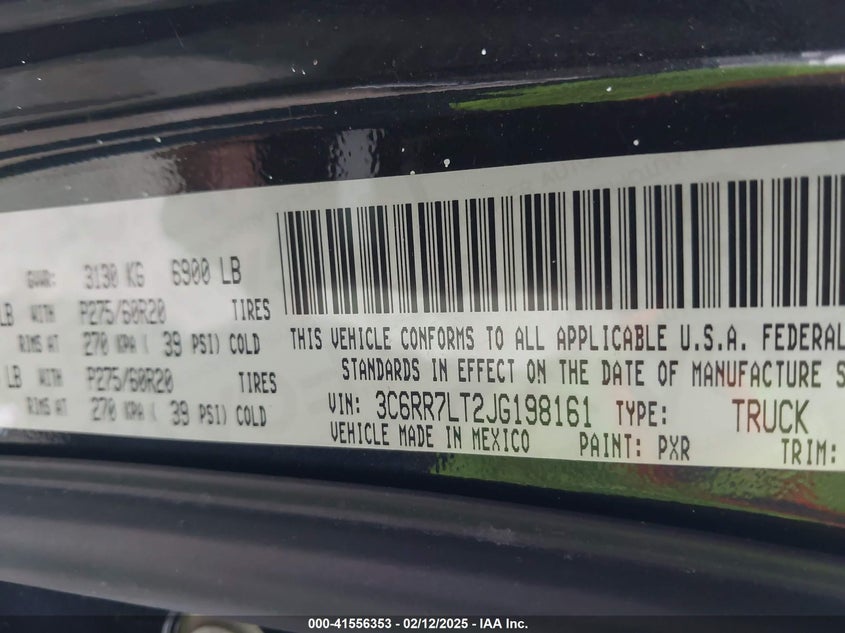 GVWR: 3130 KG 6900 LB
LB WITH P275/60R20 TIRES
RIMS AT 270 KPA ( 39 PSI) COLD
LB WITH P275/60R20 TIRES
RIMS AT 270 KPA ( 39 PSI) COLD
THIS VEHICLE CONFORMS TO ALL APPLICABLE U.S.A. FEDERAL
STANDARDS IN EFFECT ON THE DATE OF MANUFACTURE S
VIN: 3C6RR7LT2JG198161 TYPE: TRUCK
VEHICLE MADE IN MEXICO PAINT: PXR TRIM:
000-41556353 - 02/12/2025 - IAA Inc.